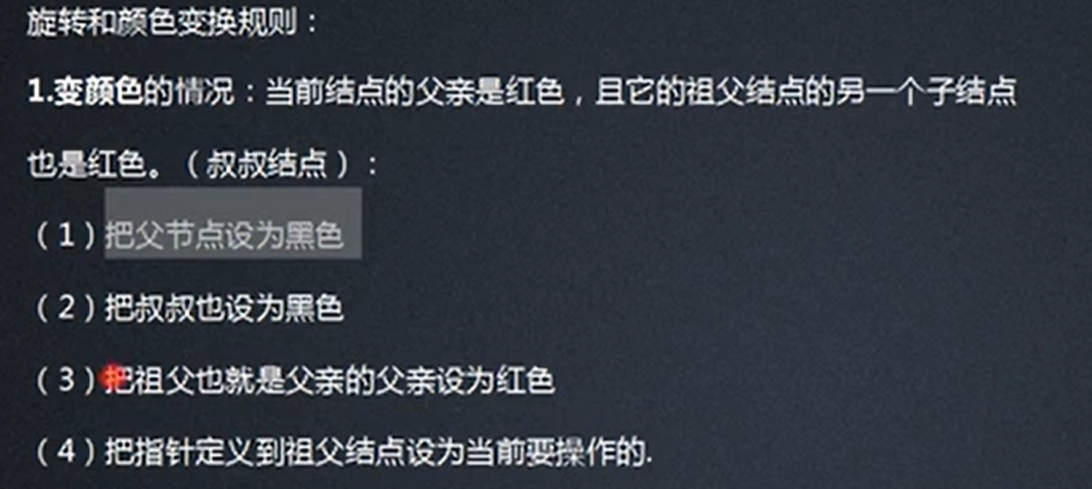 旋转和颜色变换规则：
1.变颜色的情况：当前结点的父亲是红色，且它的祖父结点的另一个子结点
也是红色。（叔叔结点）：
（1）把父节点设为黑色
（2）把叔叔也设为黑色
（3）把祖父也就是父亲的父亲设为红色
（4）把指针定义到祖父结点设为当前要操作的.